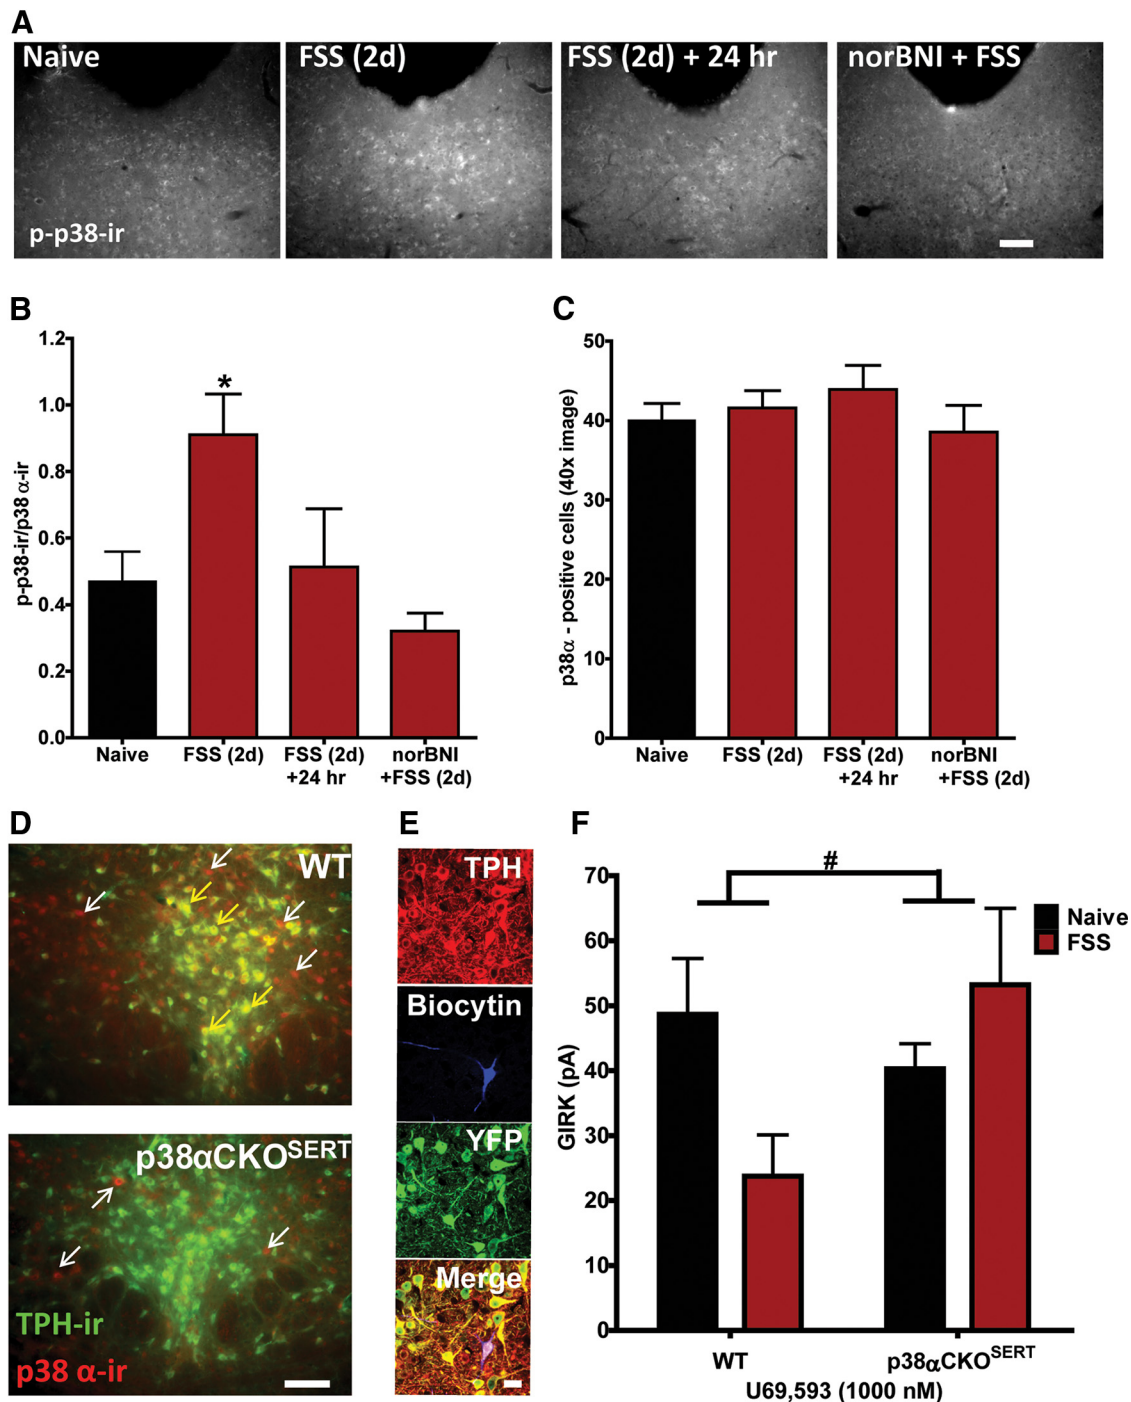 A
Naive
FSS (2d)
FSS (2d) + 24 hr
norBNI + FSS
p-p38-ir
B
p-p38-ir/p38 α-ir
1.2
1.0
0.8
0.6
0.4
0.2
0.0
*
Naive
FSS (2d)
FSS (2d)
+24 hr
norBNI
+FSS (2d)
C
p38α - positive cells (40x image)
50
40
30
20
10
0
Naive
FSS (2d)
FSS (2d)
+24 hr
norBNI
+FSS (2d)
D
WT
p38αCKOSERT
TPH-ir
p38 α-ir
E
TPH
Biocytin
YFP
Merge
F
GIRK (pA)
70
60
50
40
30
20
10
0
#
Naive
FSS
WT
p38αCKOSERT
U69,593 (1000 nM)